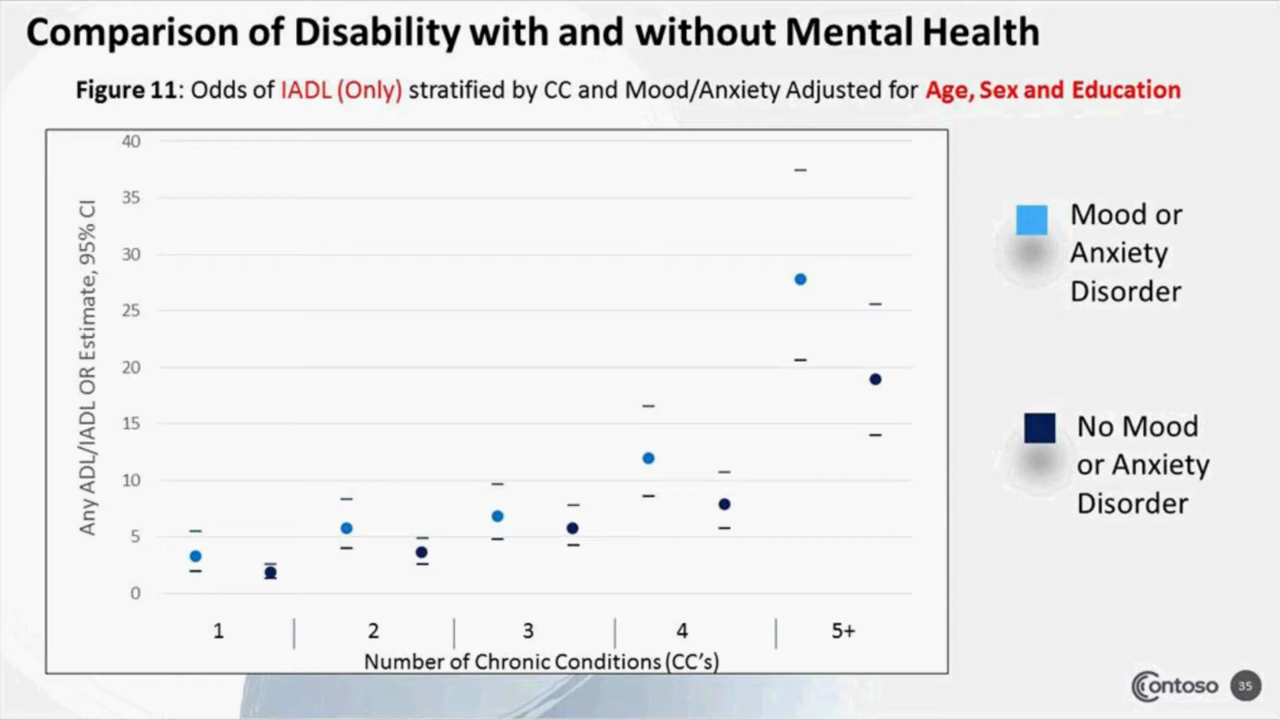 Comparison of Disability with and without Mental Health
Figure 11: Odds of IADL (Only) stratified by CC and Mood/Anxiety Adjusted for Age, Sex and Education
Any ADL/IADL OR Estimate, 95% CI
40
35
30
25
20
15
10
5
0
1 | 2 | 3 | 4 | 5+
Number of Chronic Conditions (CC's)
Mood or
Anxiety
Disorder
No Mood
or Anxiety
Disorder
Contoso 35